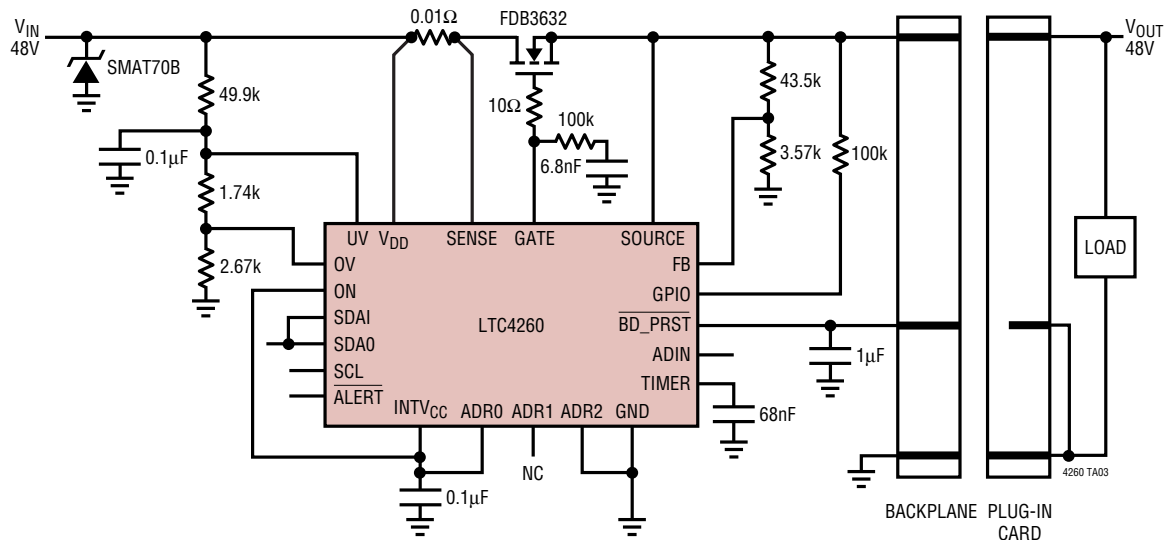 V_IN
48V
0.01Ω
FDB3632
V_OUT
48V
SMAT70B
49.9k
10Ω
100k
43.5k
0.1µF
6.8nF
3.57k
100k
1.74k
2.67k
UV V_DD SENSE GATE SOURCE
OV
FB
ON
GPIO
SDAI
LTC4260
BD_PRST
SDA0
ADIN
SCL
TIMER
ALERT
INTV_CC ADR0 ADR1 ADR2 GND
1µF
LOAD
68nF
NC
0.1µF
4260 TA03
BACKPLANE PLUG-IN
CARD